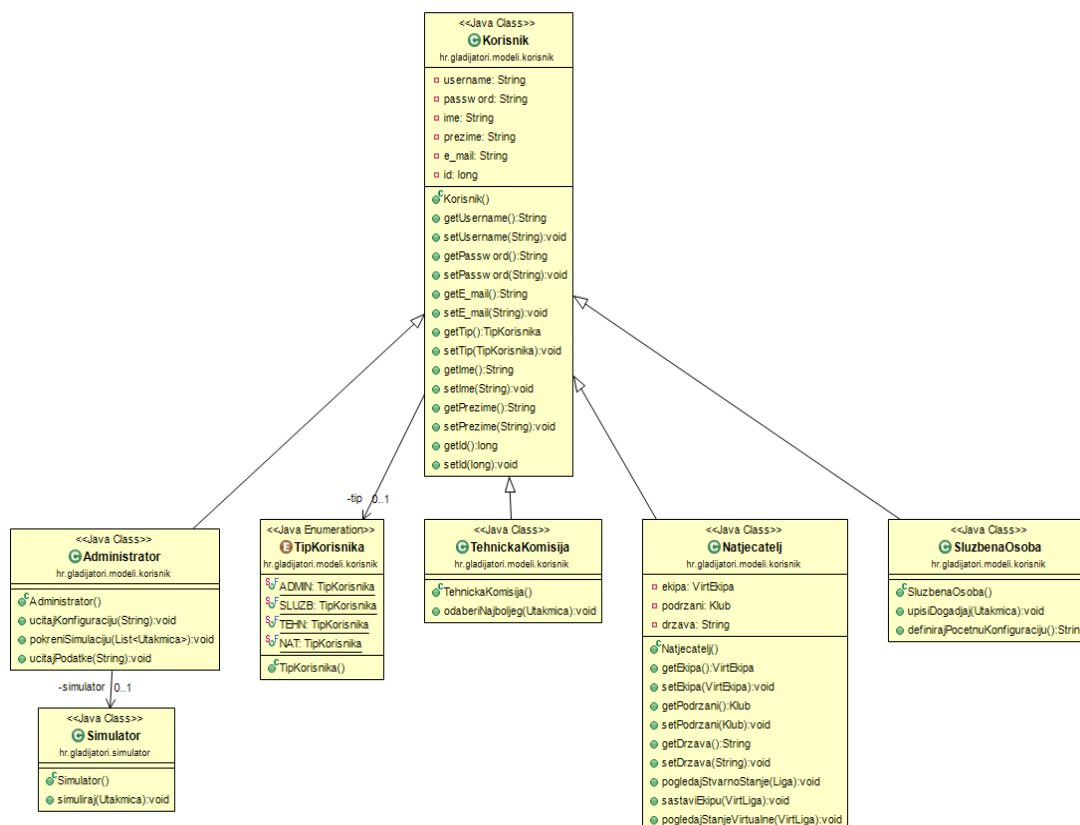 <<Java Class>>
Korisnik
hr.gladijatori.modeli.korisnik
username: String
password: String
ime: String
prezime: String
e_mail: String
id: long
Korisnik()
getUsername():String
setUsername(String):void
getPassword():String
setPassword(String):void
getE_mail():String
setE_mail(String):void
getTip():TipKorisnika
setTip(TipKorisnika):void
getIme():String
setIme(String):void
getPrezime():String
setPrezime(String):void
getId():long
setId(long):void
-tip 0..1
<<Java Class>>
Administrator
hr.gladijatori.modeli.korisnik
Administrator()
ucitajKonfiguraciju(String):void
pokreniSimulaciju(List<Utakmica>):void
ucitajPodatke(String):void
-simulator 0..1
<<Java Class>>
Simulator
hr.gladijatori.simulator
Simulator()
simuliraj(Utakmica):void
<<Java Enumeration>>
TipKorisnika
hr.gladijatori.modeli.korisnik
ADMIN: TipKorisnika
SLUZB: TipKorisnika
TEHN: TipKorisnika
NAT: TipKorisnika
TipKorisnika()
<<Java Class>>
TehnickaKomisija
hr.gladijatori.modeli.korisnik
TehnickaKomisija()
odaberiNajboljeg(Utakmica):void
<<Java Class>>
Natjecatelj
hr.gladijatori.modeli.korisnik
ekipa: VirtEkipa
podrzani: Klub
drzava: String
Natjecatelj()
getEkipa():VirtEkipa
setEkipa(VirtEkipa):void
getPodrzani():Klub
setPodrzani(Klub):void
getDrzava():String
setDrzava(String):void
pogledajStvarnoStanje(Liga):void
sastaviEkipu(VirtLiga):void
pogledajStanjeVirtualne(VirtLiga):void
<<Java Class>>
SluzbenaOsoba
hr.gladijatori.modeli.korisnik
SluzbenaOsoba()
upisiDogadjaj(Utakmica):void
definirajPocetnuKonfiguraciju():String